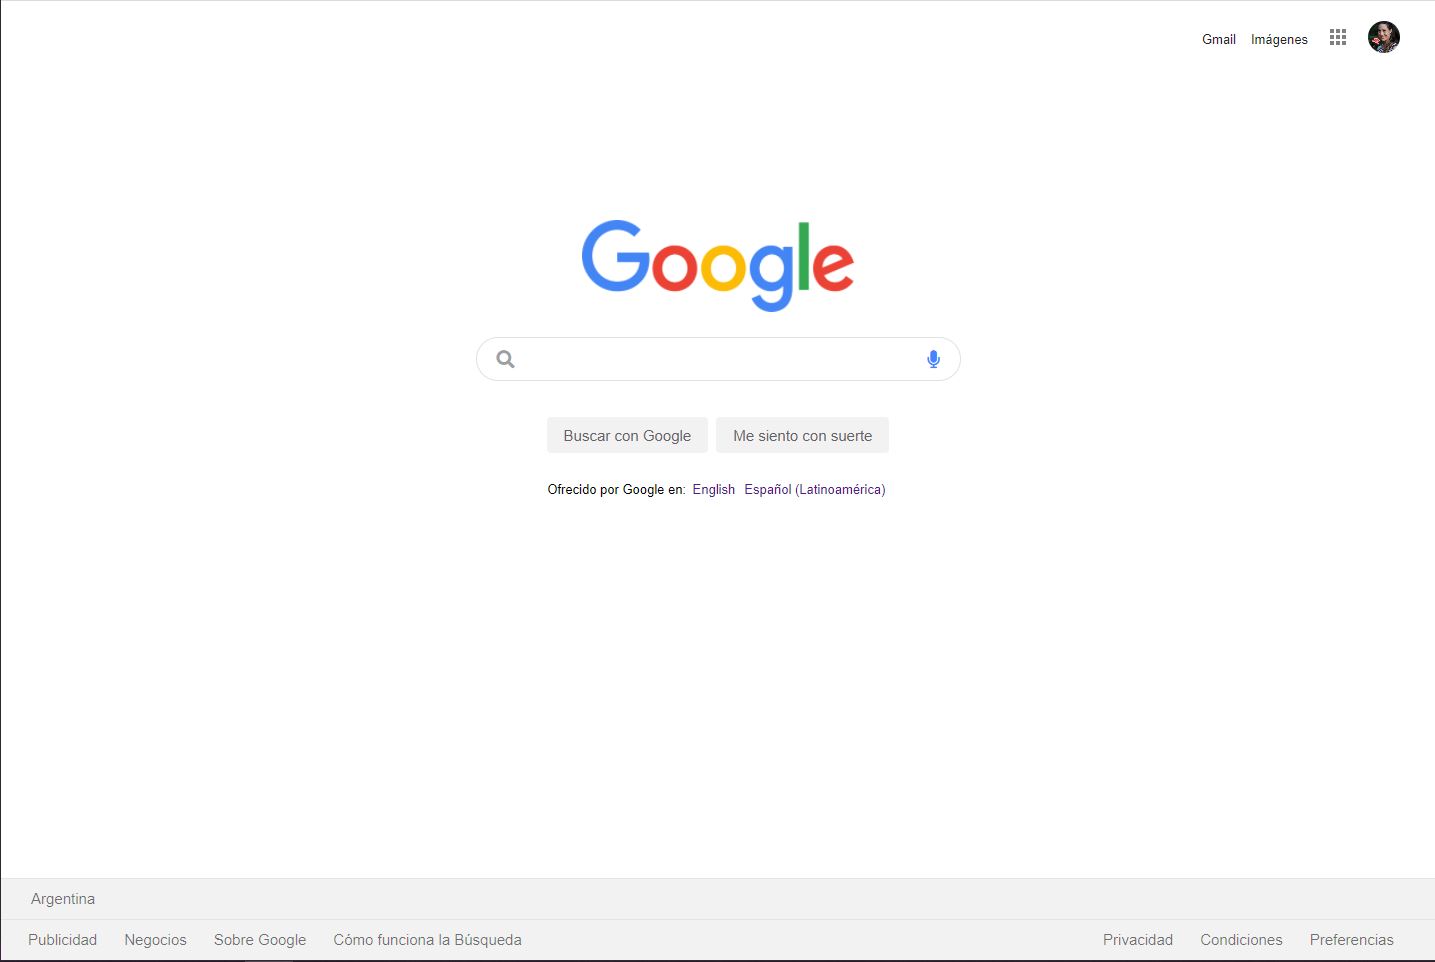 Gmail Imágenes
Google
Buscar con Google Me siento con suerte
Ofrecido por Google en: English Español (Latinoamérica)
Argentina
Publicidad Negocios Sobre Google Cómo funciona la Búsqueda Privacidad Condiciones Preferencias